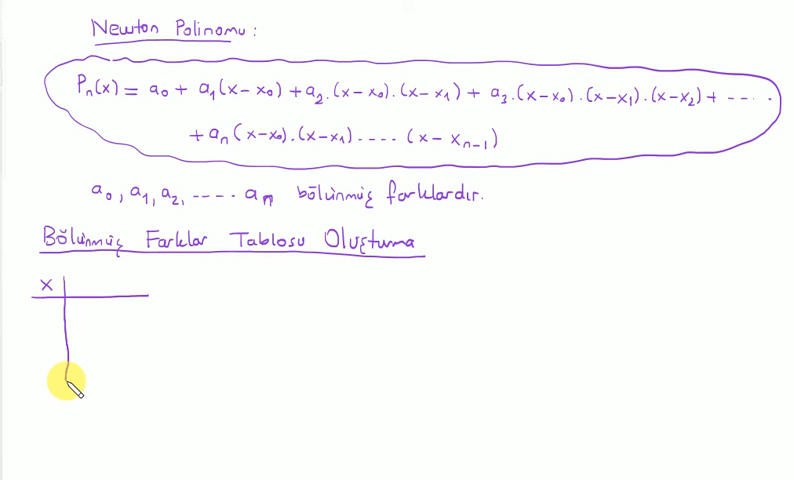 Newton Polinomu :
Pn(x) = a0 + a1(x-x0) + a2.(x-x0).(x-x1) + a3.(x-x0).(x-x1).(x-x2) + -----
+ an(x-x0).(x-x1).....(x-xn-1)
a0, a1, a2, ----- an bölünmüş farklardır.
Bölünmüş Farklar Tablosu Oluşturma
x